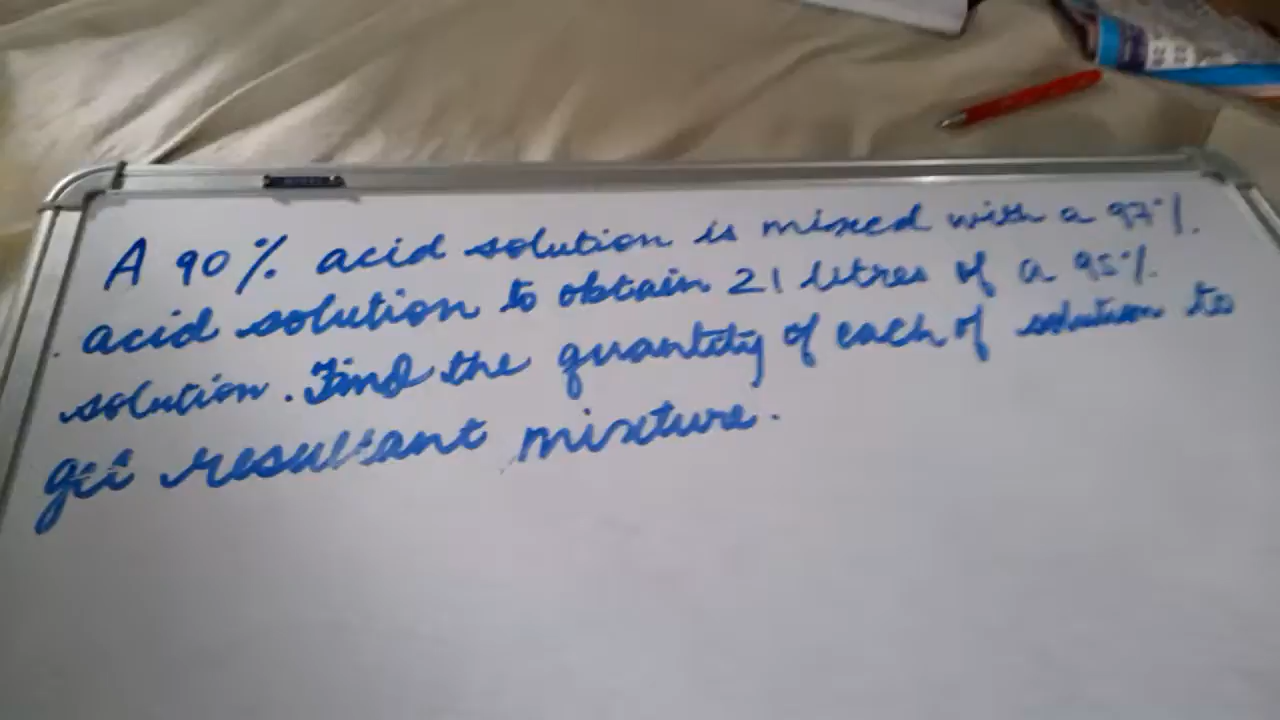 A 90% acid solution is mixed with a 97%
acid solution to obtain 21 litres of a 95%
solution. Find the quantity of each of solution to
get resultant mixture.